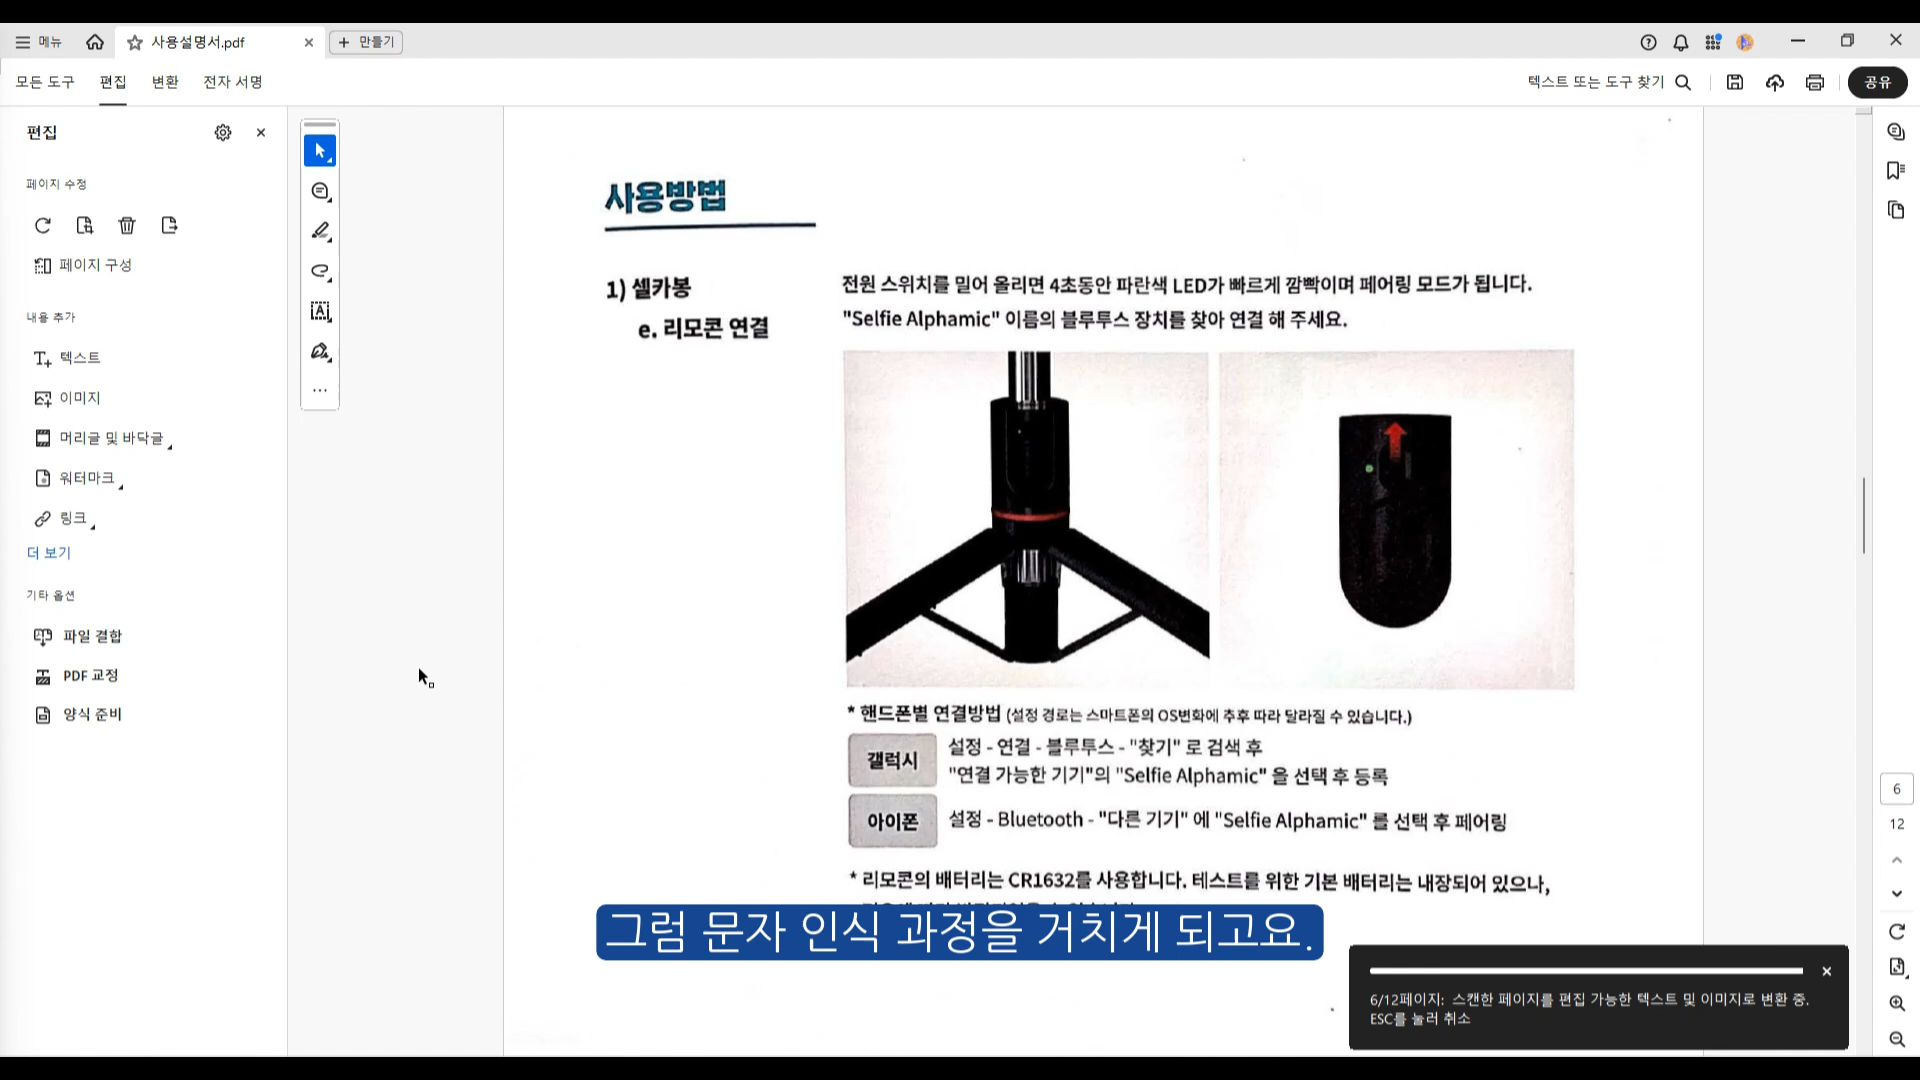 메뉴
사용설명서.pdf
만들기
모든 도구 편집 변환 전자 서명
텍스트 또는 도구 찾기
공유
편집
페이지 수정
페이지 구성
내용 추가
텍스트
이미지
머리글 및 바닥글
워터마크
링크
더 보기
기타 옵션
파일 결합
PDF 교정
양식 준비
사용방법
1) 셀카봉
e. 리모콘 연결
전원 스위치를 밀어 올리면 4초동안 파란색 LED가 빠르게 깜빡이며 페어링 모드가 됩니다.
"Selfie Alphamic" 이름의 블루투스 장치를 찾아 연결 해 주세요.
* 핸드폰별 연결방법 (설정 경로는 스마트폰의 OS변화에 추후 따라 달라질 수 있습니다.)
갤럭시
설정 - 연결 - 블루투스 - "찾기" 로 검색 후
"연결 가능한 기기"의 "Selfie Alphamic" 을 선택 후 등록
아이폰
설정 - Bluetooth - "다른 기기" 에 "Selfie Alphamic" 를 선택 후 페어링
* 리모콘의 배터리는 CR1632를 사용합니다. 테스트를 위한 기본 배터리는 내장되어 있으나,
그럼 문자 인식 과정을 거치게 되고요.
6/12페이지: 스캔한 페이지를 편집 가능한 텍스트 및 이미지로 변환 중.
ESC를 눌러 취소
6
12